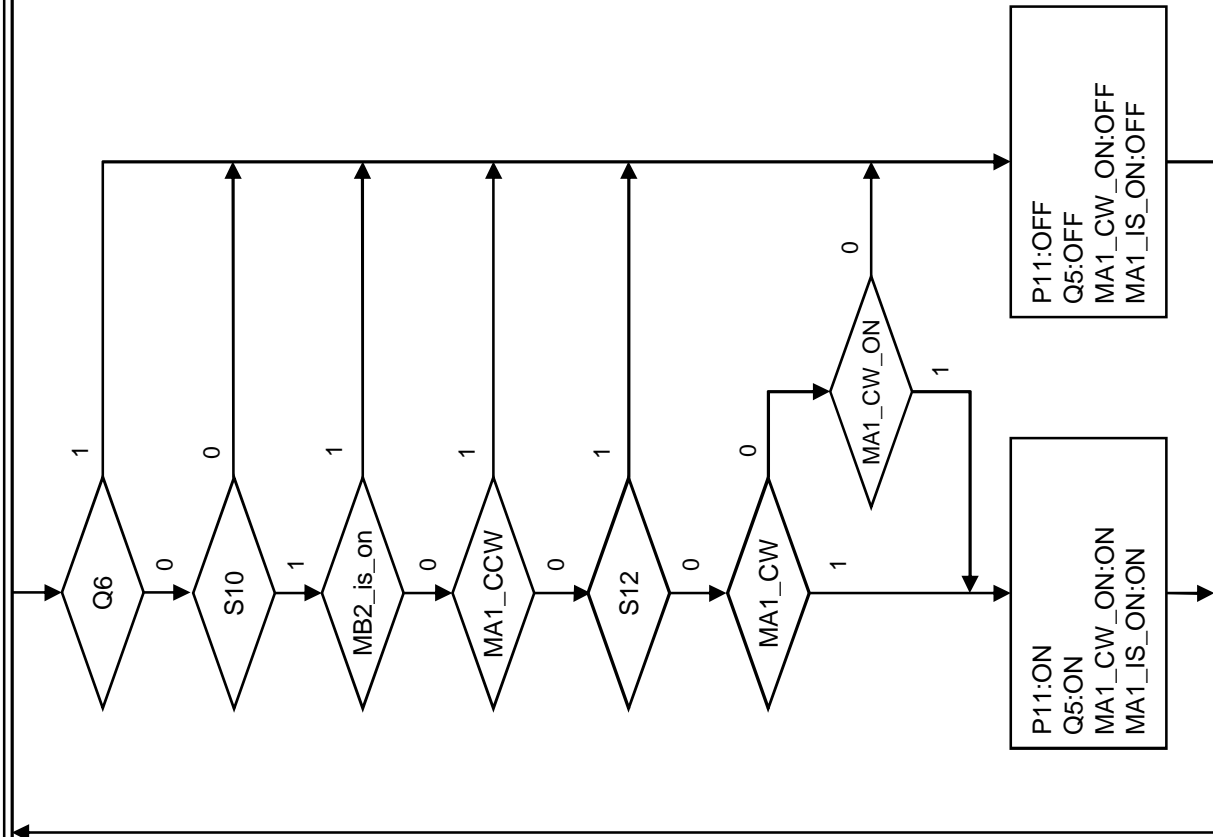 Q6
1
0
S10
0
1
MB2_is_on
1
0
MA1_CCW
1
0
S12
1
0
MA1_CW
0
1
MA1_CW_ON
0
1
P11:ON
Q5:ON
MA1_CW_ON:ON
MA1_IS_ON:ON
P11:OFF
Q5:OFF
MA1_CW_ON:OFF
MA1_IS_ON:OFF